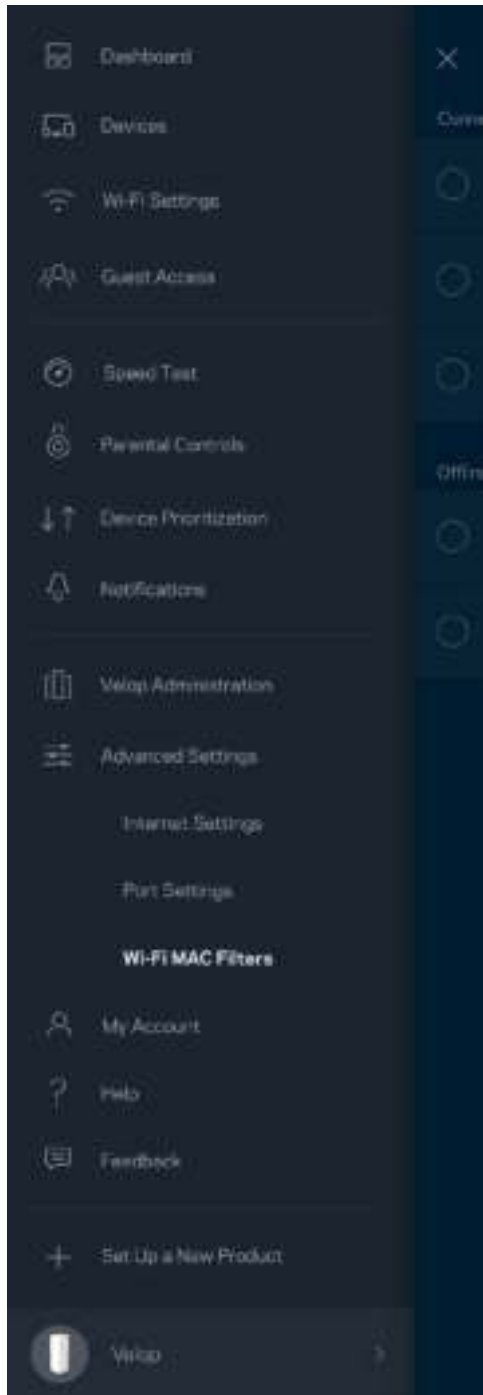 Dashboard
Devices
Wi-Fi Settings
Guest Access
Speed Test
Parental Controls
Device Prioritization
Notifications
Velop Administration
Advanced Settings
Internet Settings
Port Settings
Wi-Fi MAC Filters
My Account
Help
Feedback
Set Up a New Product
Velop